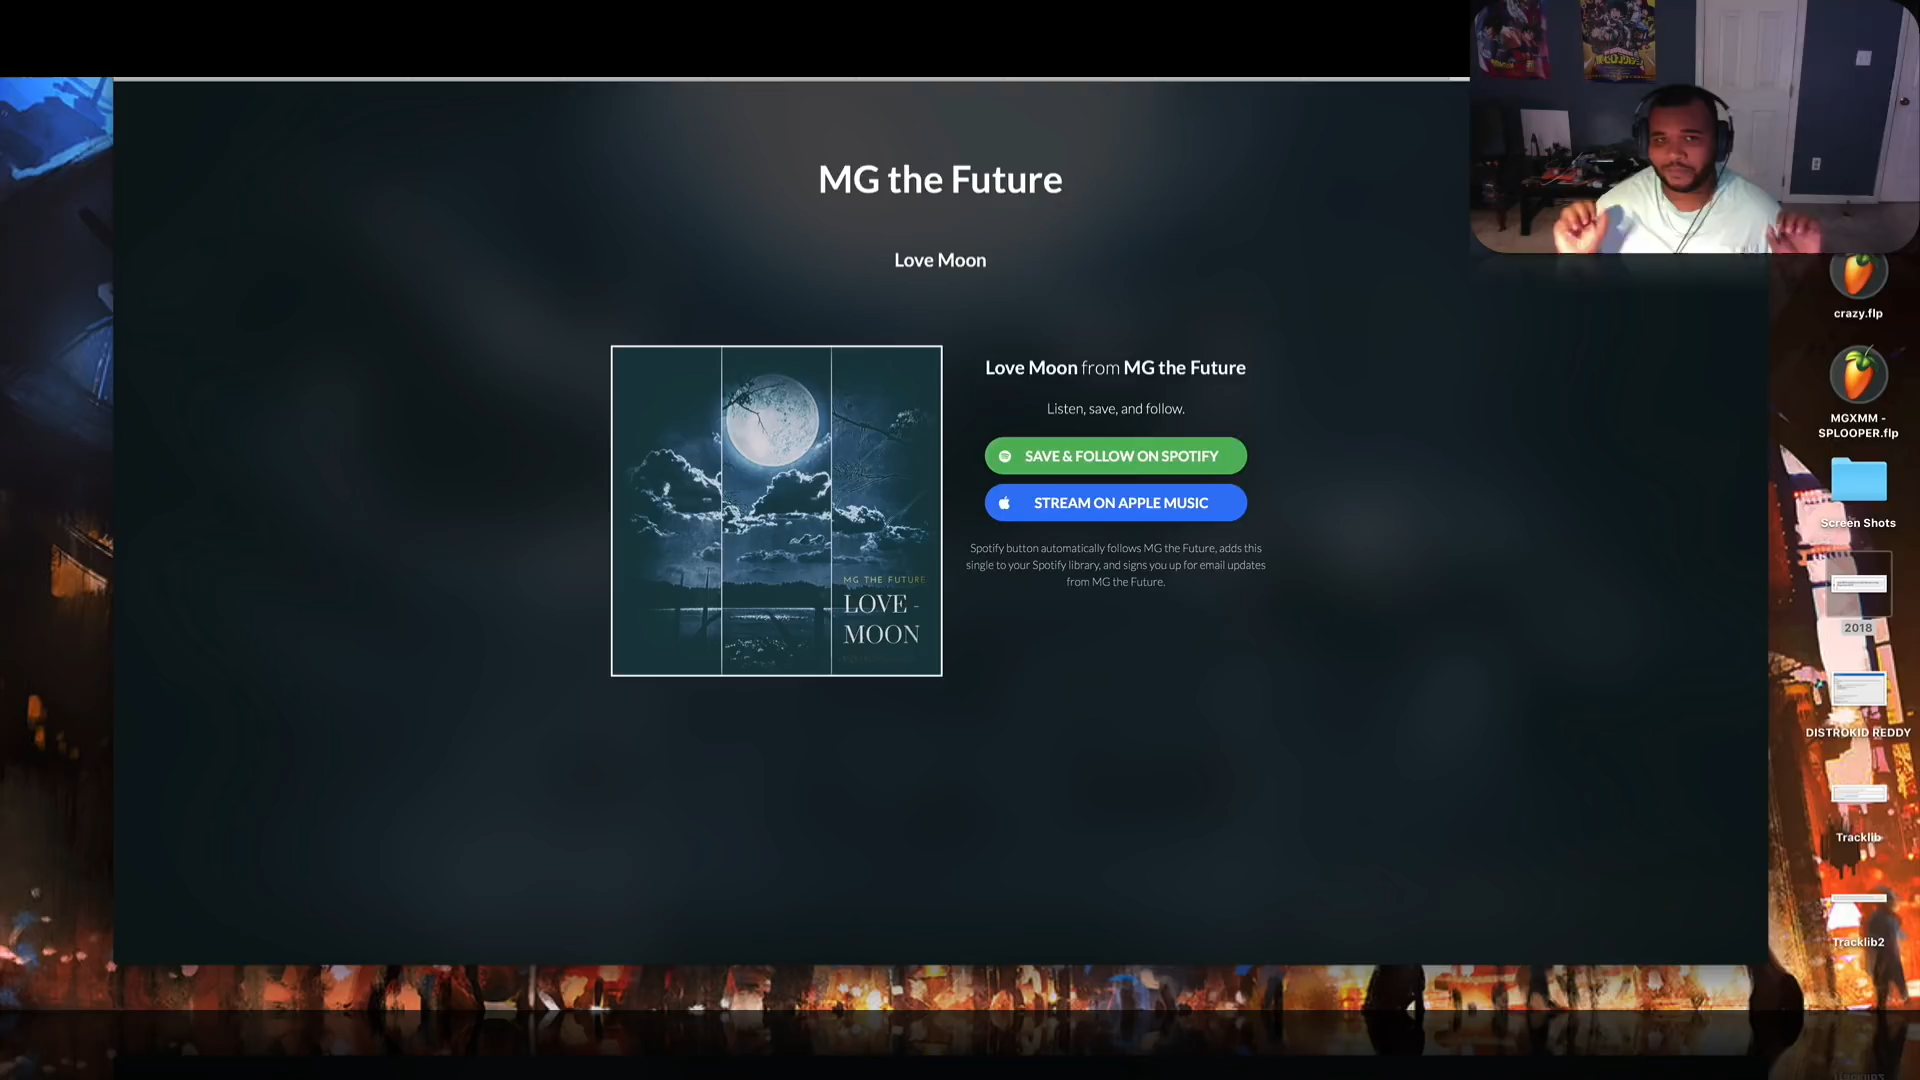 MG the Future
Love Moon
Love Moon from MG the Future
Listen, save, and follow.
SAVE & FOLLOW ON SPOTIFY
STREAM ON APPLE MUSIC
Spotify button automatically follows MG the Future, adds this
single to your Spotify library, and signs you up for email updates
from MG the Future.
MG THE FUTURE
LOVE -
MOON
crazy.flp
MGXMM -
SPLOOPER.flp
Screen Shots
2018
DISTROKID REDDY
Tracklib
Tracklib2